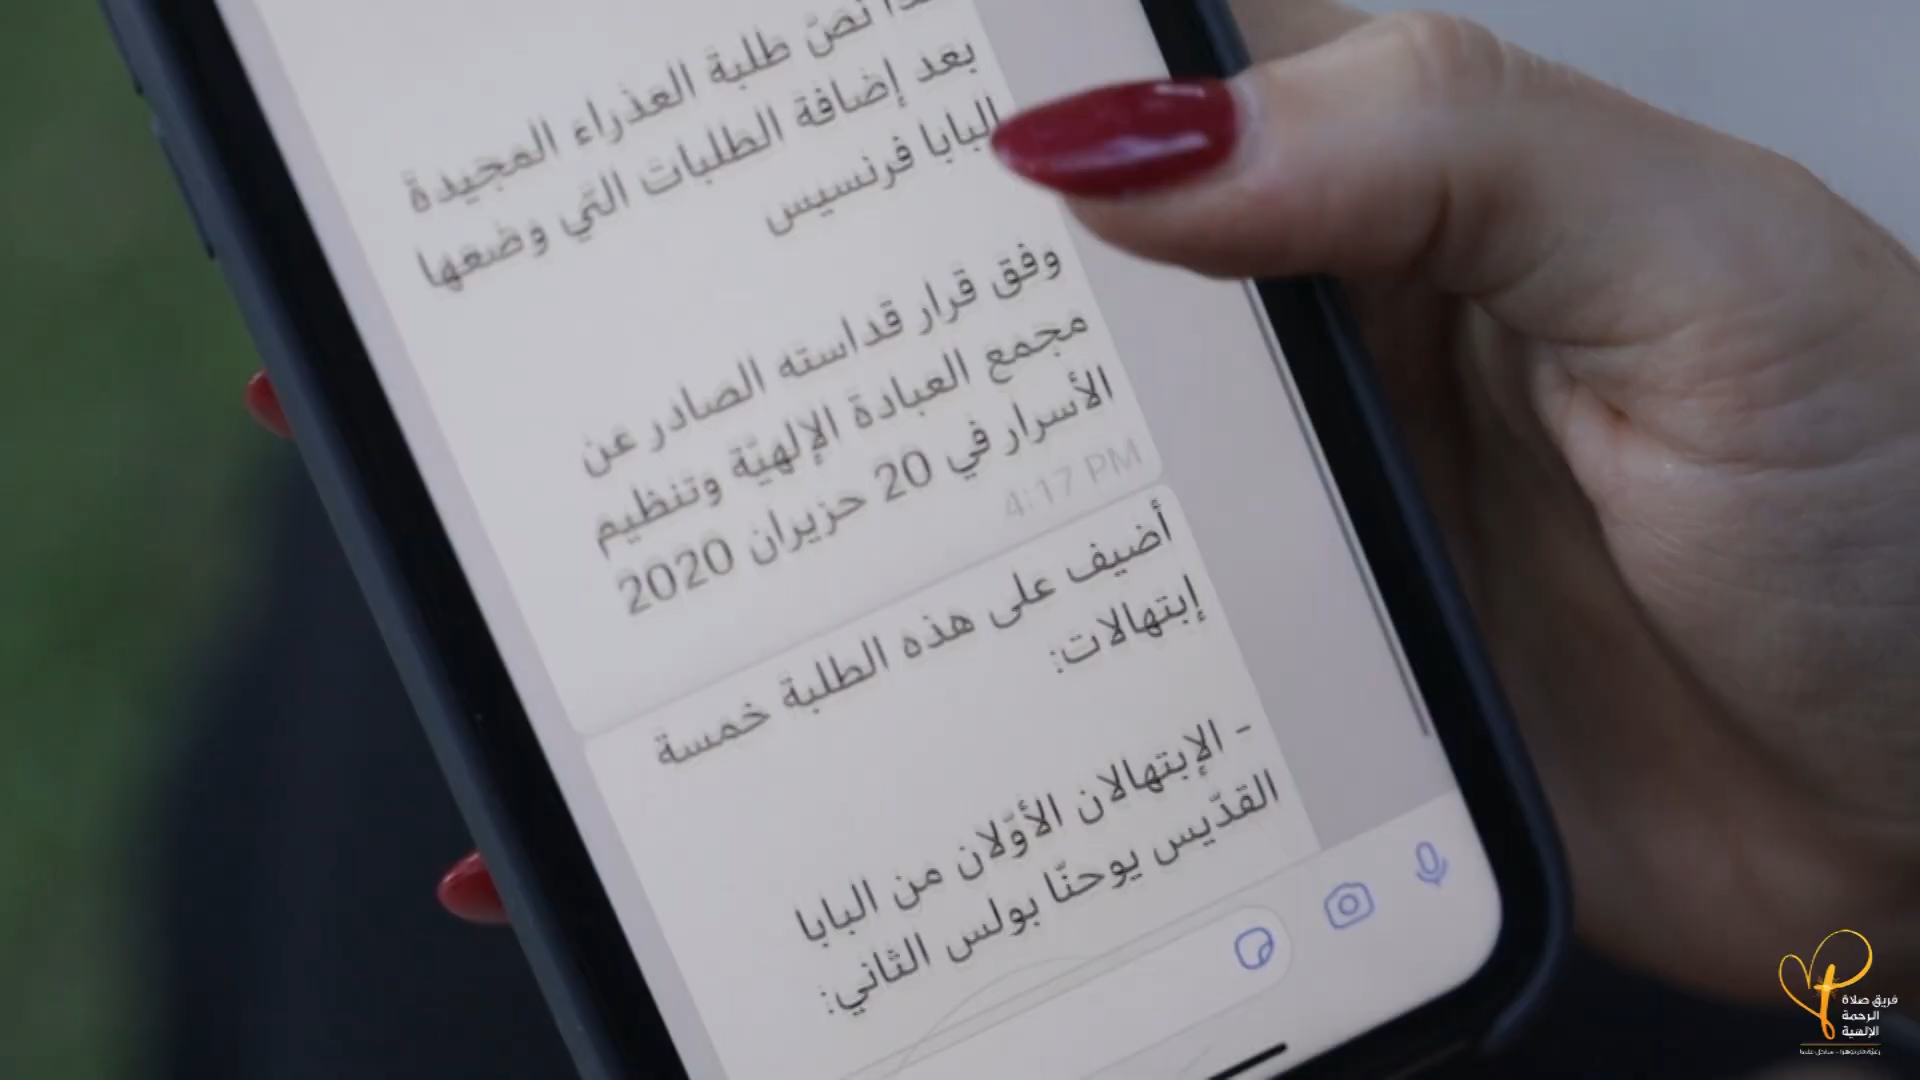 نصّ طلبة العذراء المجيدة
بعد إضافة الطلبات التي وضعها
البابا فرنسيس
وفق قرار قداسته الصادر عن
مجمع العبادة الإلهيّة وتنظيم
الأسرار في 20 حزيران 2020
4:17 PM
أضيف على هذه الطلبة خمسة
إبتهالات:
- الإبتهالان الأوّلان من البابا
القدّيس يوحنّا بولس الثاني:
فريق صلاة
الرحمة
الإلهية